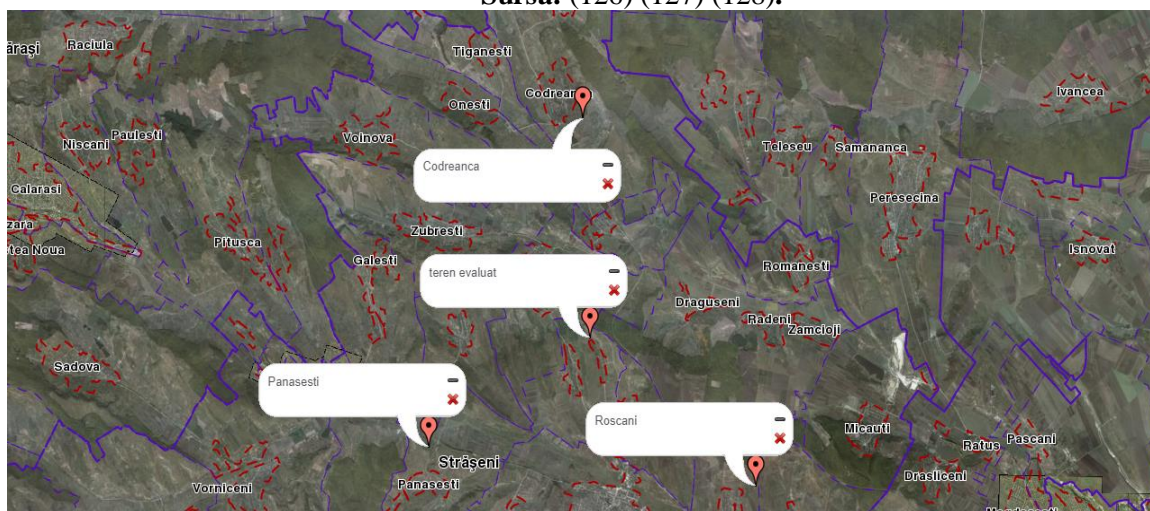 Sursa: (126) (127) (128).
Raciula
Tiganesti
Onesti
Ivancea
Niscani
Paulesti
Volnova
Teleseu
Samananca
Codreanca
Calarasi
Peresecina
Pitusca
Zubresti
Galesti
Isnovat
Romanesti
teren evaluat
Draguseni
Radeni
Zamcioji
Sadova
Panasesti
Roscani
Micauti
Strășeni
Ratus
Pascani
Vorniceni
Panasesti
Drasliceni